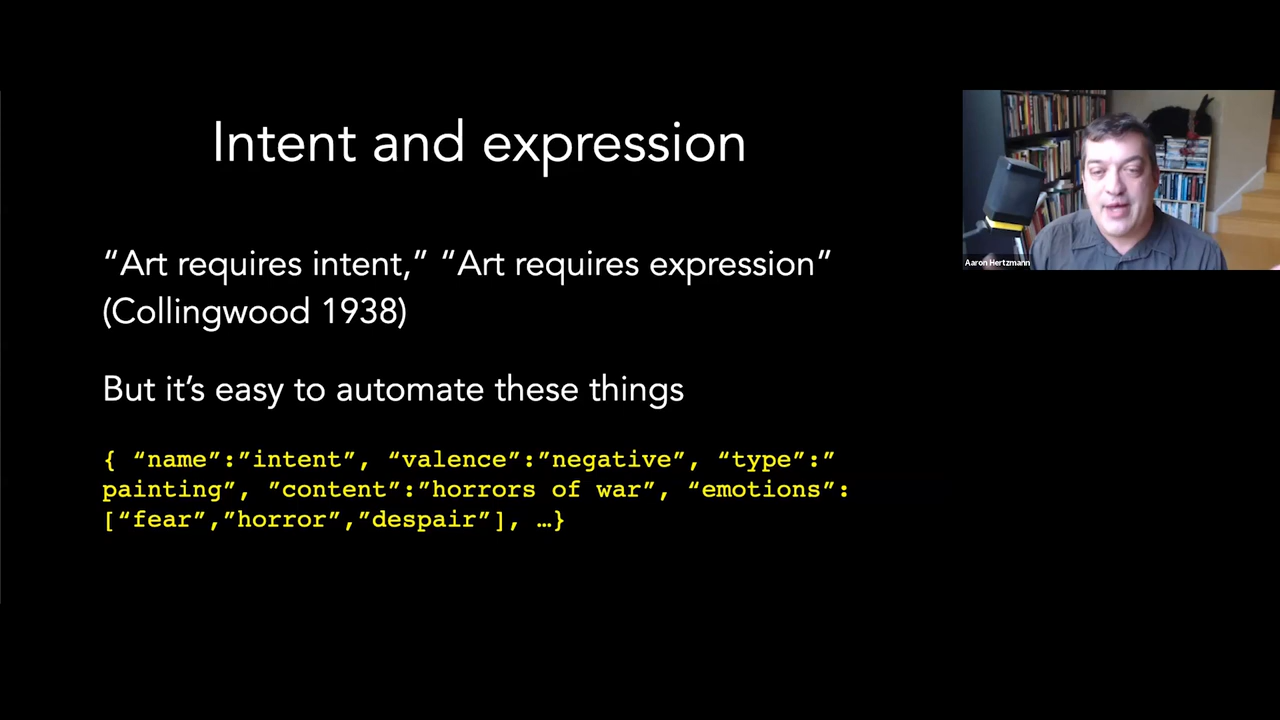 Intent and expression
“Art requires intent,” “Art requires expression”
(Collingwood 1938)
But it’s easy to automate these things
{ “name”:”intent”, “valence”:”negative”, “type”:”
painting”, ”content”:”horrors of war”, “emotions”:
[“fear”,”horror”,”despair”], …}
Aaron Hertzmann